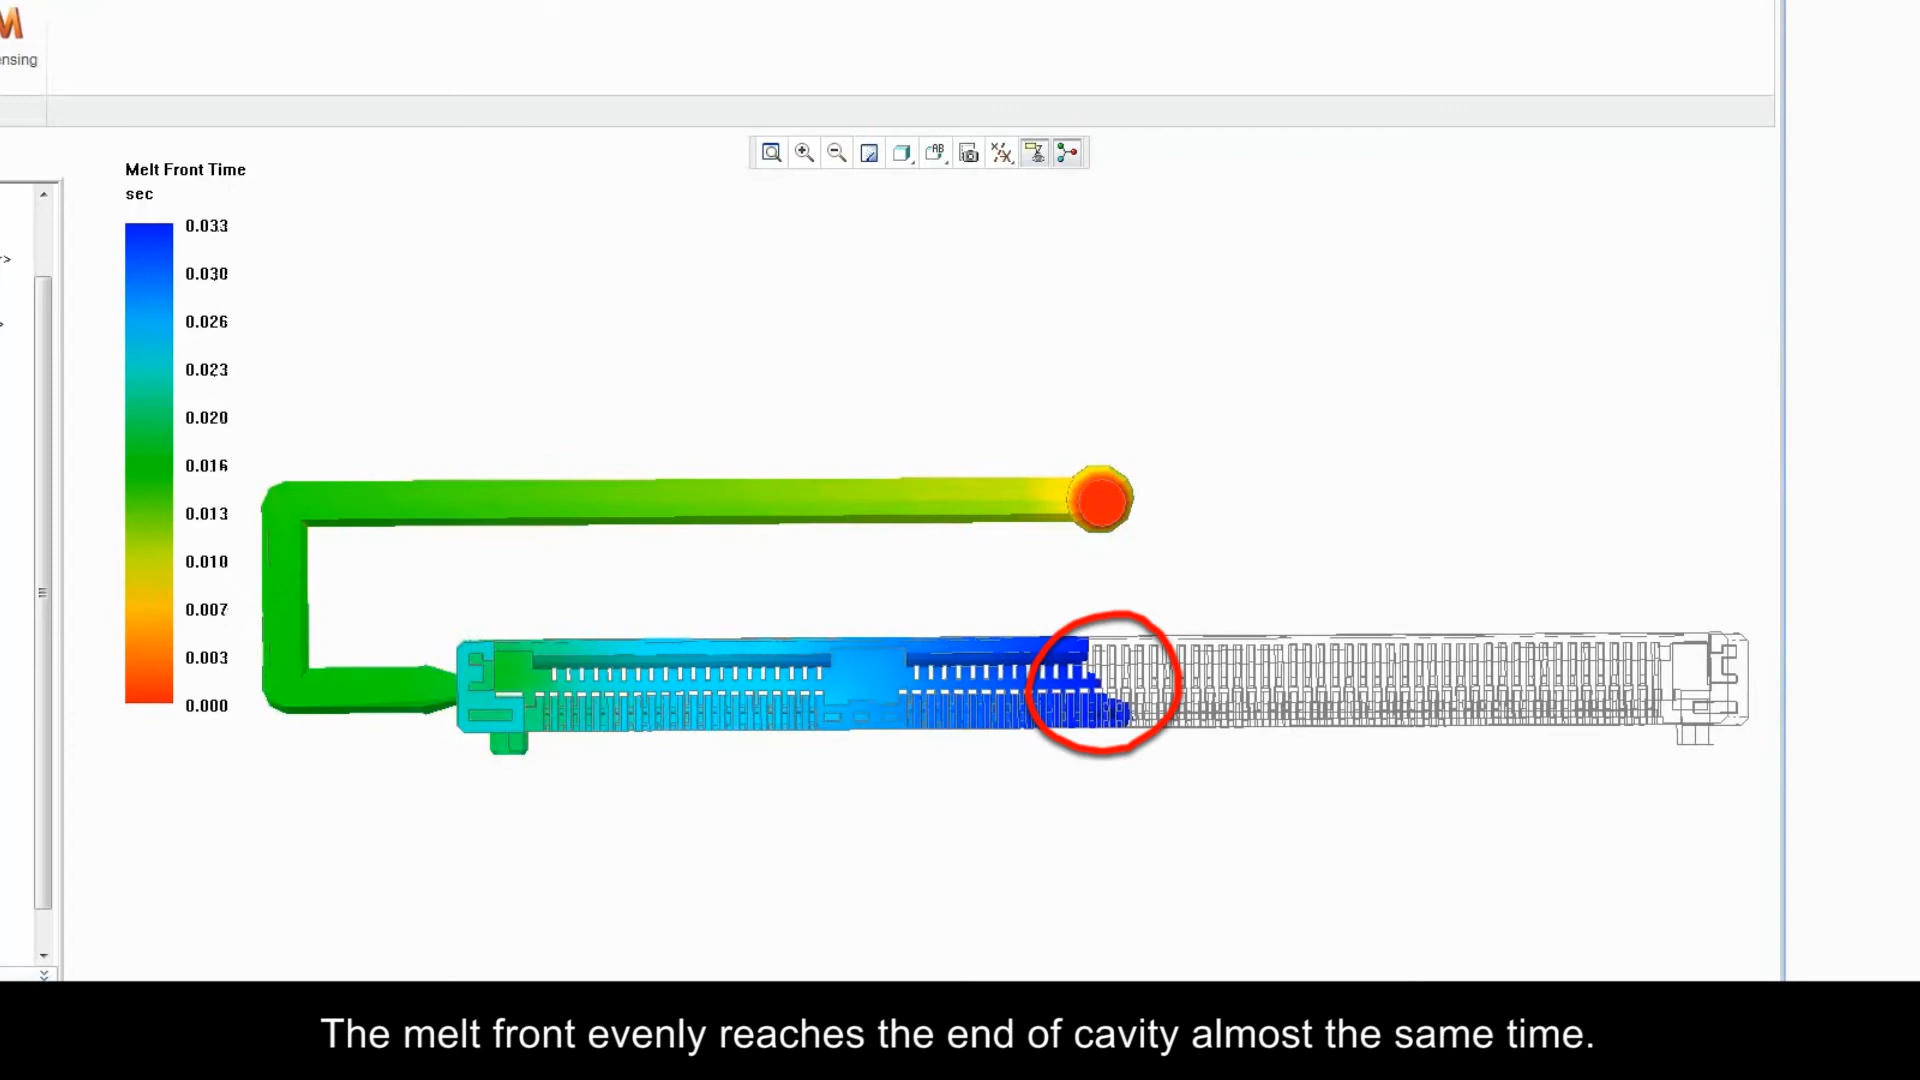 M
ensing
Melt Front Time
sec
0.033
0.030
0.026
0.023
0.020
0.016
0.013
0.010
0.007
0.003
0.000
AB
The melt front evenly reaches the end of cavity almost the same time.